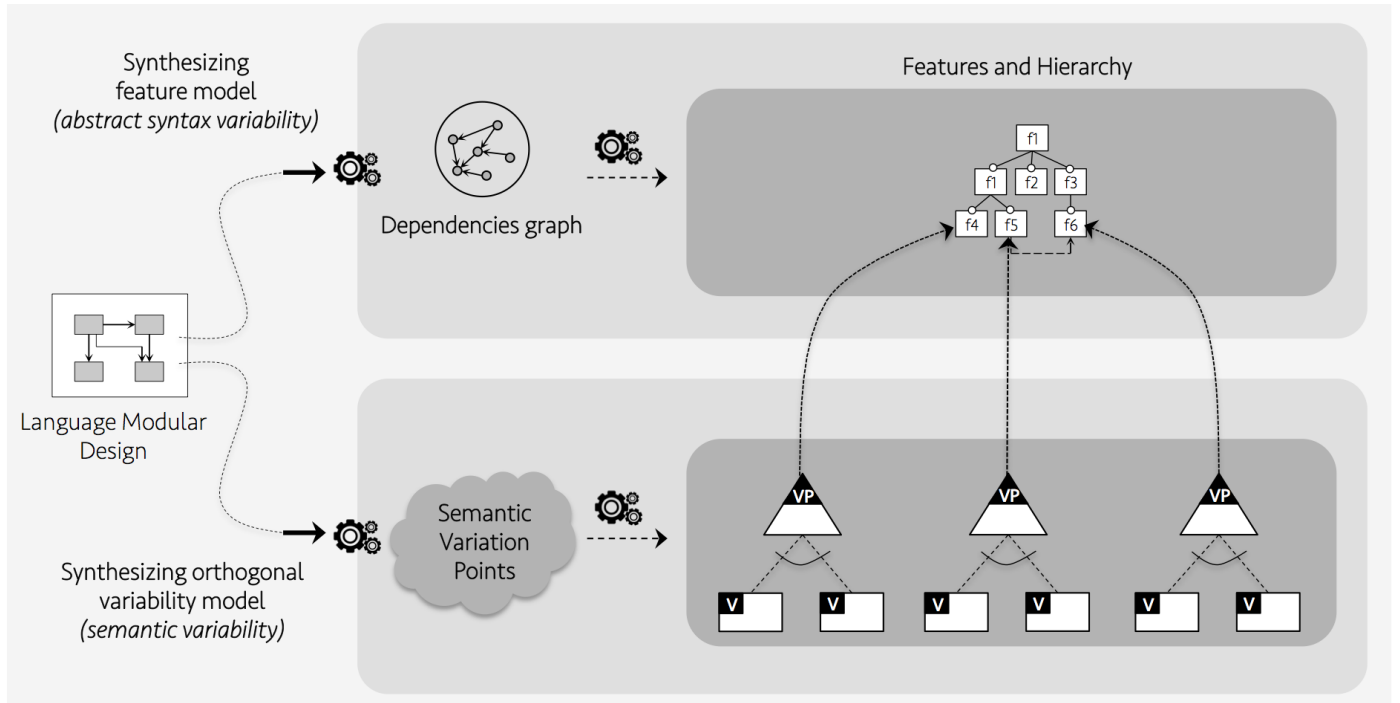 Synthesizing
feature model
(abstract syntax variability)
Features and Hierarchy
f1
f1 f2 f3
f4 f5 f6
Dependencies graph
Language Modular
Design
Semantic
Variation
Points
VP VP VP
V V V V V V
Synthesizing orthogonal
variability model
(semantic variability)